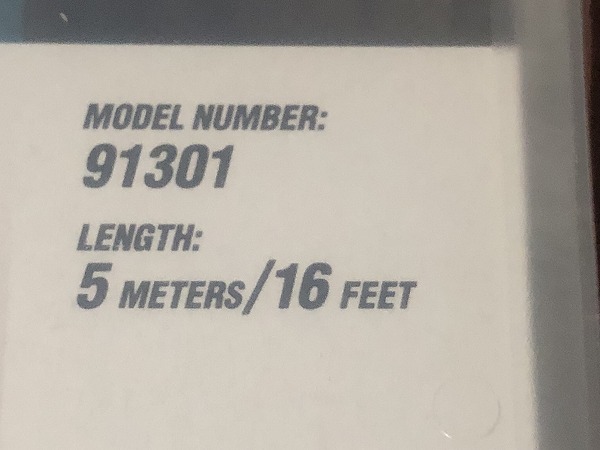 MODEL NUMBER:
91301
LENGTH:
5 METERS/16 FEET